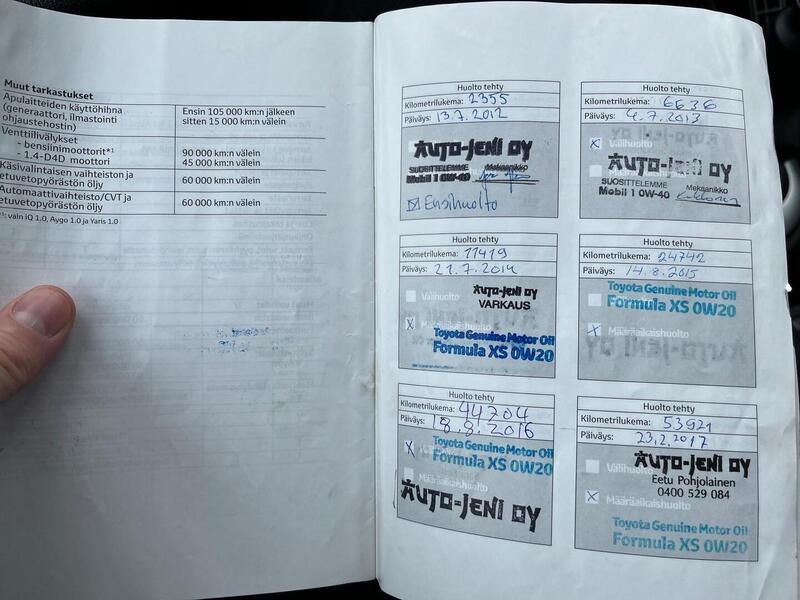 Muut tarkastukset
Apulaitteiden käyttöhihna
(generaattori, ilmastointi
ohjaustehostin)
Ensin 105 000 km:n jälkeen
sitten 15 000 km:n välein
Venttiilivälykset
- bensiinimoottorit*¹
- 1.4-D4D moottori
90 000 km:n välein
45 000 km:n välein
Käsivalintaisen vaihteiston ja
etuvetopyörästön öljy
60 000 km:n välein
Automaattivaihteisto/CVT ja
etuvetopyörästön öljy
60 000 km:n välein
*¹: vain iQ 1.0, Aygo 1.0 ja Yaris 1.0
Huolto tehty
Kilometrilukema: 2355
Päiväys: 13.7.2012
AUTO-JENI OY
SUOSITTELEMME Mekaanikko
Mobil 1 0W-40
Ensihuolto
Huolto tehty
Kilometrilukema: 6636
Päiväys: 4.7.2013
Välihuolto
AUTO-JENI OY
SUOSITTELEMME Mekaanikko
Mobil 1 0W-40
Huolto tehty
Kilometrilukema: 11419
Päiväys: 21.7.2014
Välihuolto
AUTO-JENI OY
VARKAUS
Määräaikaishuolto
Toyota Genuine Motor Oil
Formula XS 0W20
Huolto tehty
Kilometrilukema: 24742
Päiväys: 14.8.2015
Toyota Genuine Motor Oil
Formula XS 0W20
Määräaikaishuolto
AUTO-JENI OY
Huolto tehty
Kilometrilukema: 44704
Päiväys: 18.8.2016
Toyota Genuine Motor Oil
Formula XS 0W20
Määräaikaishuolto
AUTO-JENI OY
Huolto tehty
Kilometrilukema: 53921
Päiväys: 23.2.2017
Välihuolto
AUTO-JENI OY
Eetu Pohjolainen
0400 529 084
Määräaikaishuolto
Toyota Genuine Motor Oil
Formula XS 0W20